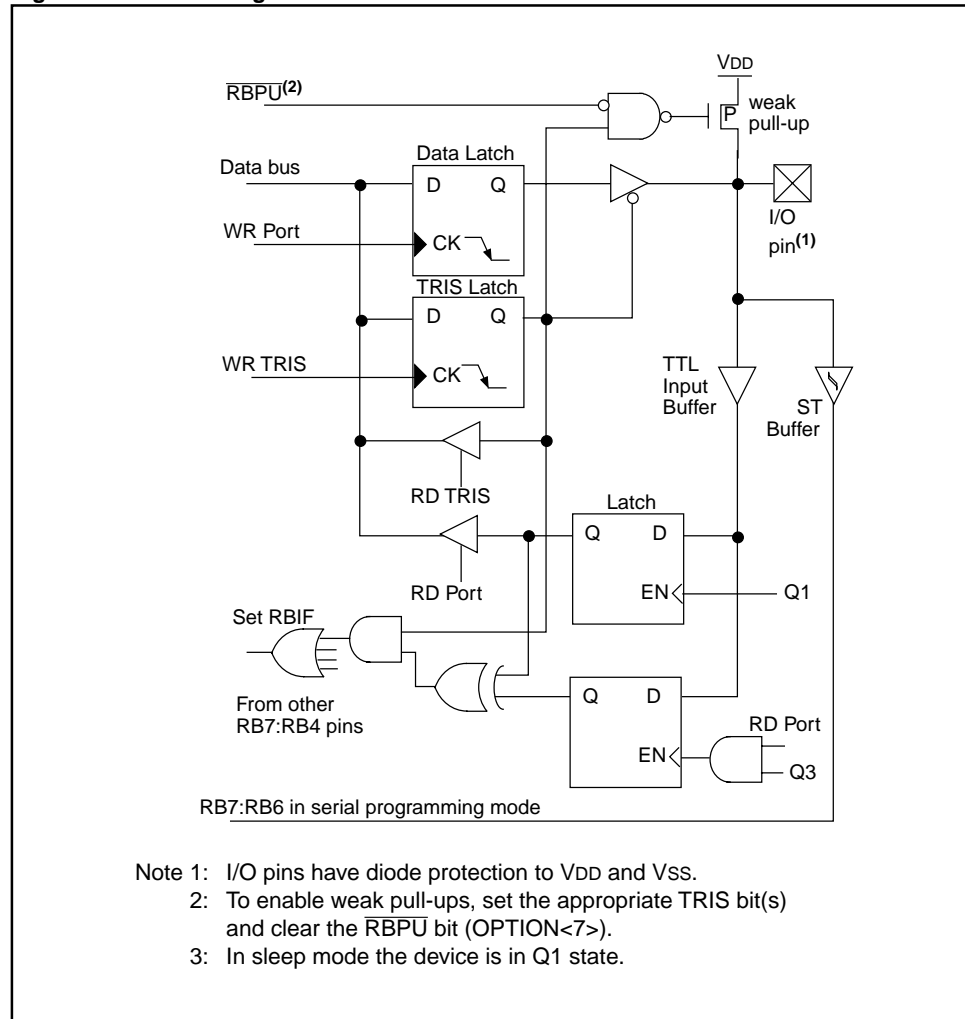 VDD
RBPU(2)
P
weak
pull-up
Data Latch
Data bus
D Q
I/O
pin(1)
WR Port
CK
TRIS Latch
D Q
WR TRIS
CK
TTL
Input
Buffer
ST
Buffer
RD TRIS
Latch
Q D
RD Port
EN
Q1
Set RBIF
From other
RB7:RB4 pins
Q D
RD Port
EN
Q3
RB7:RB6 in serial programming mode
Note 1: I/O pins have diode protection to VDD and VSS.
2: To enable weak pull-ups, set the appropriate TRIS bit(s)
and clear the RBPU bit (OPTION<7>).
3: In sleep mode the device is in Q1 state.